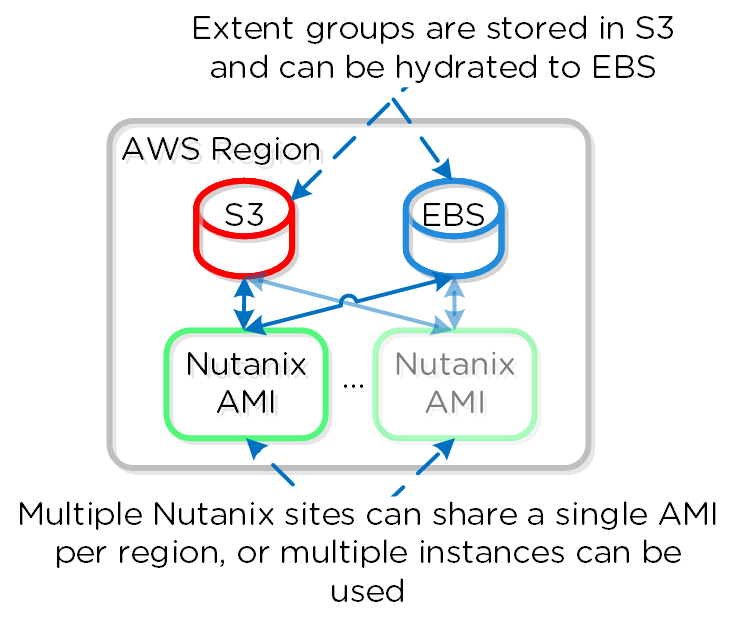 Extent groups are stored in S3
and can be hydrated to EBS
AWS Region
S3
EBS
Nutanix
AMI
...
Nutanix
AMI
Multiple Nutanix sites can share a single AMI
per region, or multiple instances can be
used